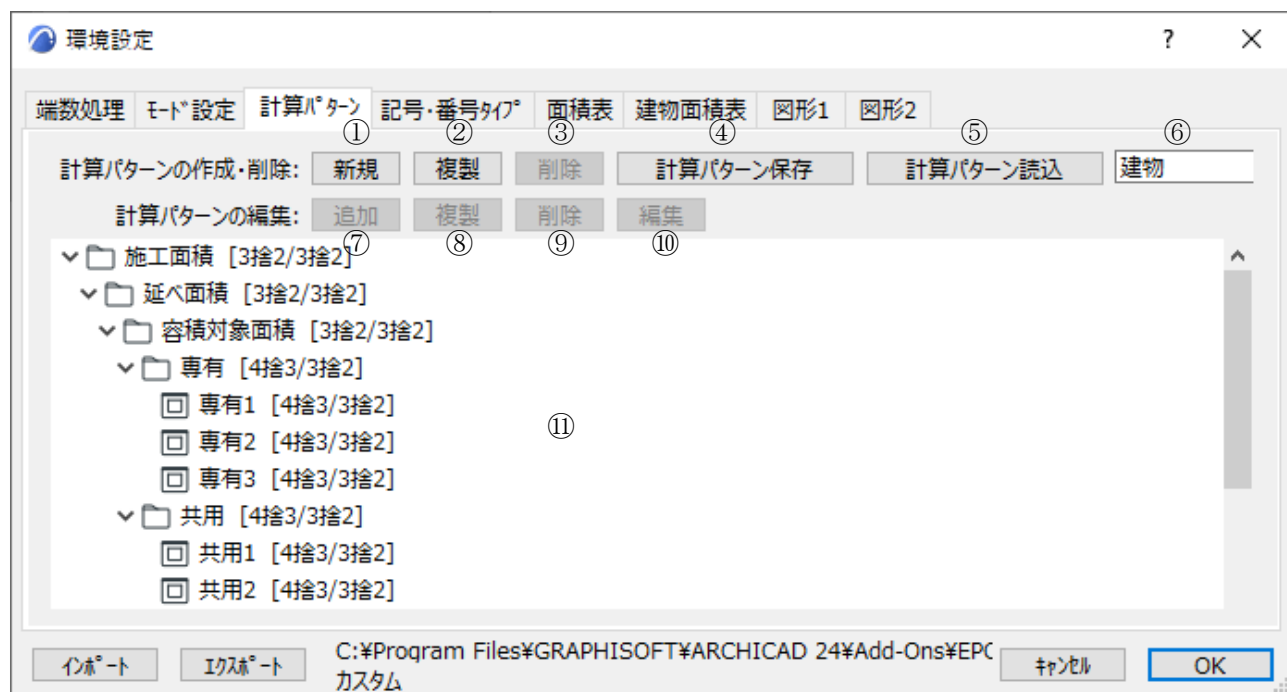 環境設定 ? ×
端数処理 ﾓｰﾄﾞ設定 計算ﾊﾟﾀｰﾝ 記号･番号ﾀｲﾌﾟ 面積表 建物面積表 図形1 図形2
① ② ③ ④ ⑤ ⑥
計算パターンの作成･削除: 新規 複製 削除 計算パターン保存 計算パターン読込 建物
計算パターンの編集: 追加 複製 削除 編集
⑦ ⑧ ⑨ ⑩
施工面積 [3捨2/3捨2]
延べ面積 [3捨2/3捨2]
容積対象面積 [3捨2/3捨2]
専有 [4捨3/3捨2]
専有1 [4捨3/3捨2]
専有2 [4捨3/3捨2] ⑪
専有3 [4捨3/3捨2]
共用 [4捨3/3捨2]
共用1 [4捨3/3捨2]
共用2 [4捨3/3捨2]
ｲﾝﾎﾟｰﾄ ｴｸｽﾎﾟｰﾄ C:¥Program Files¥GRAPHISOFT¥ARCHICAD 24¥Add-Ons¥EPC ｷｬﾝｾﾙ OK
カスタム